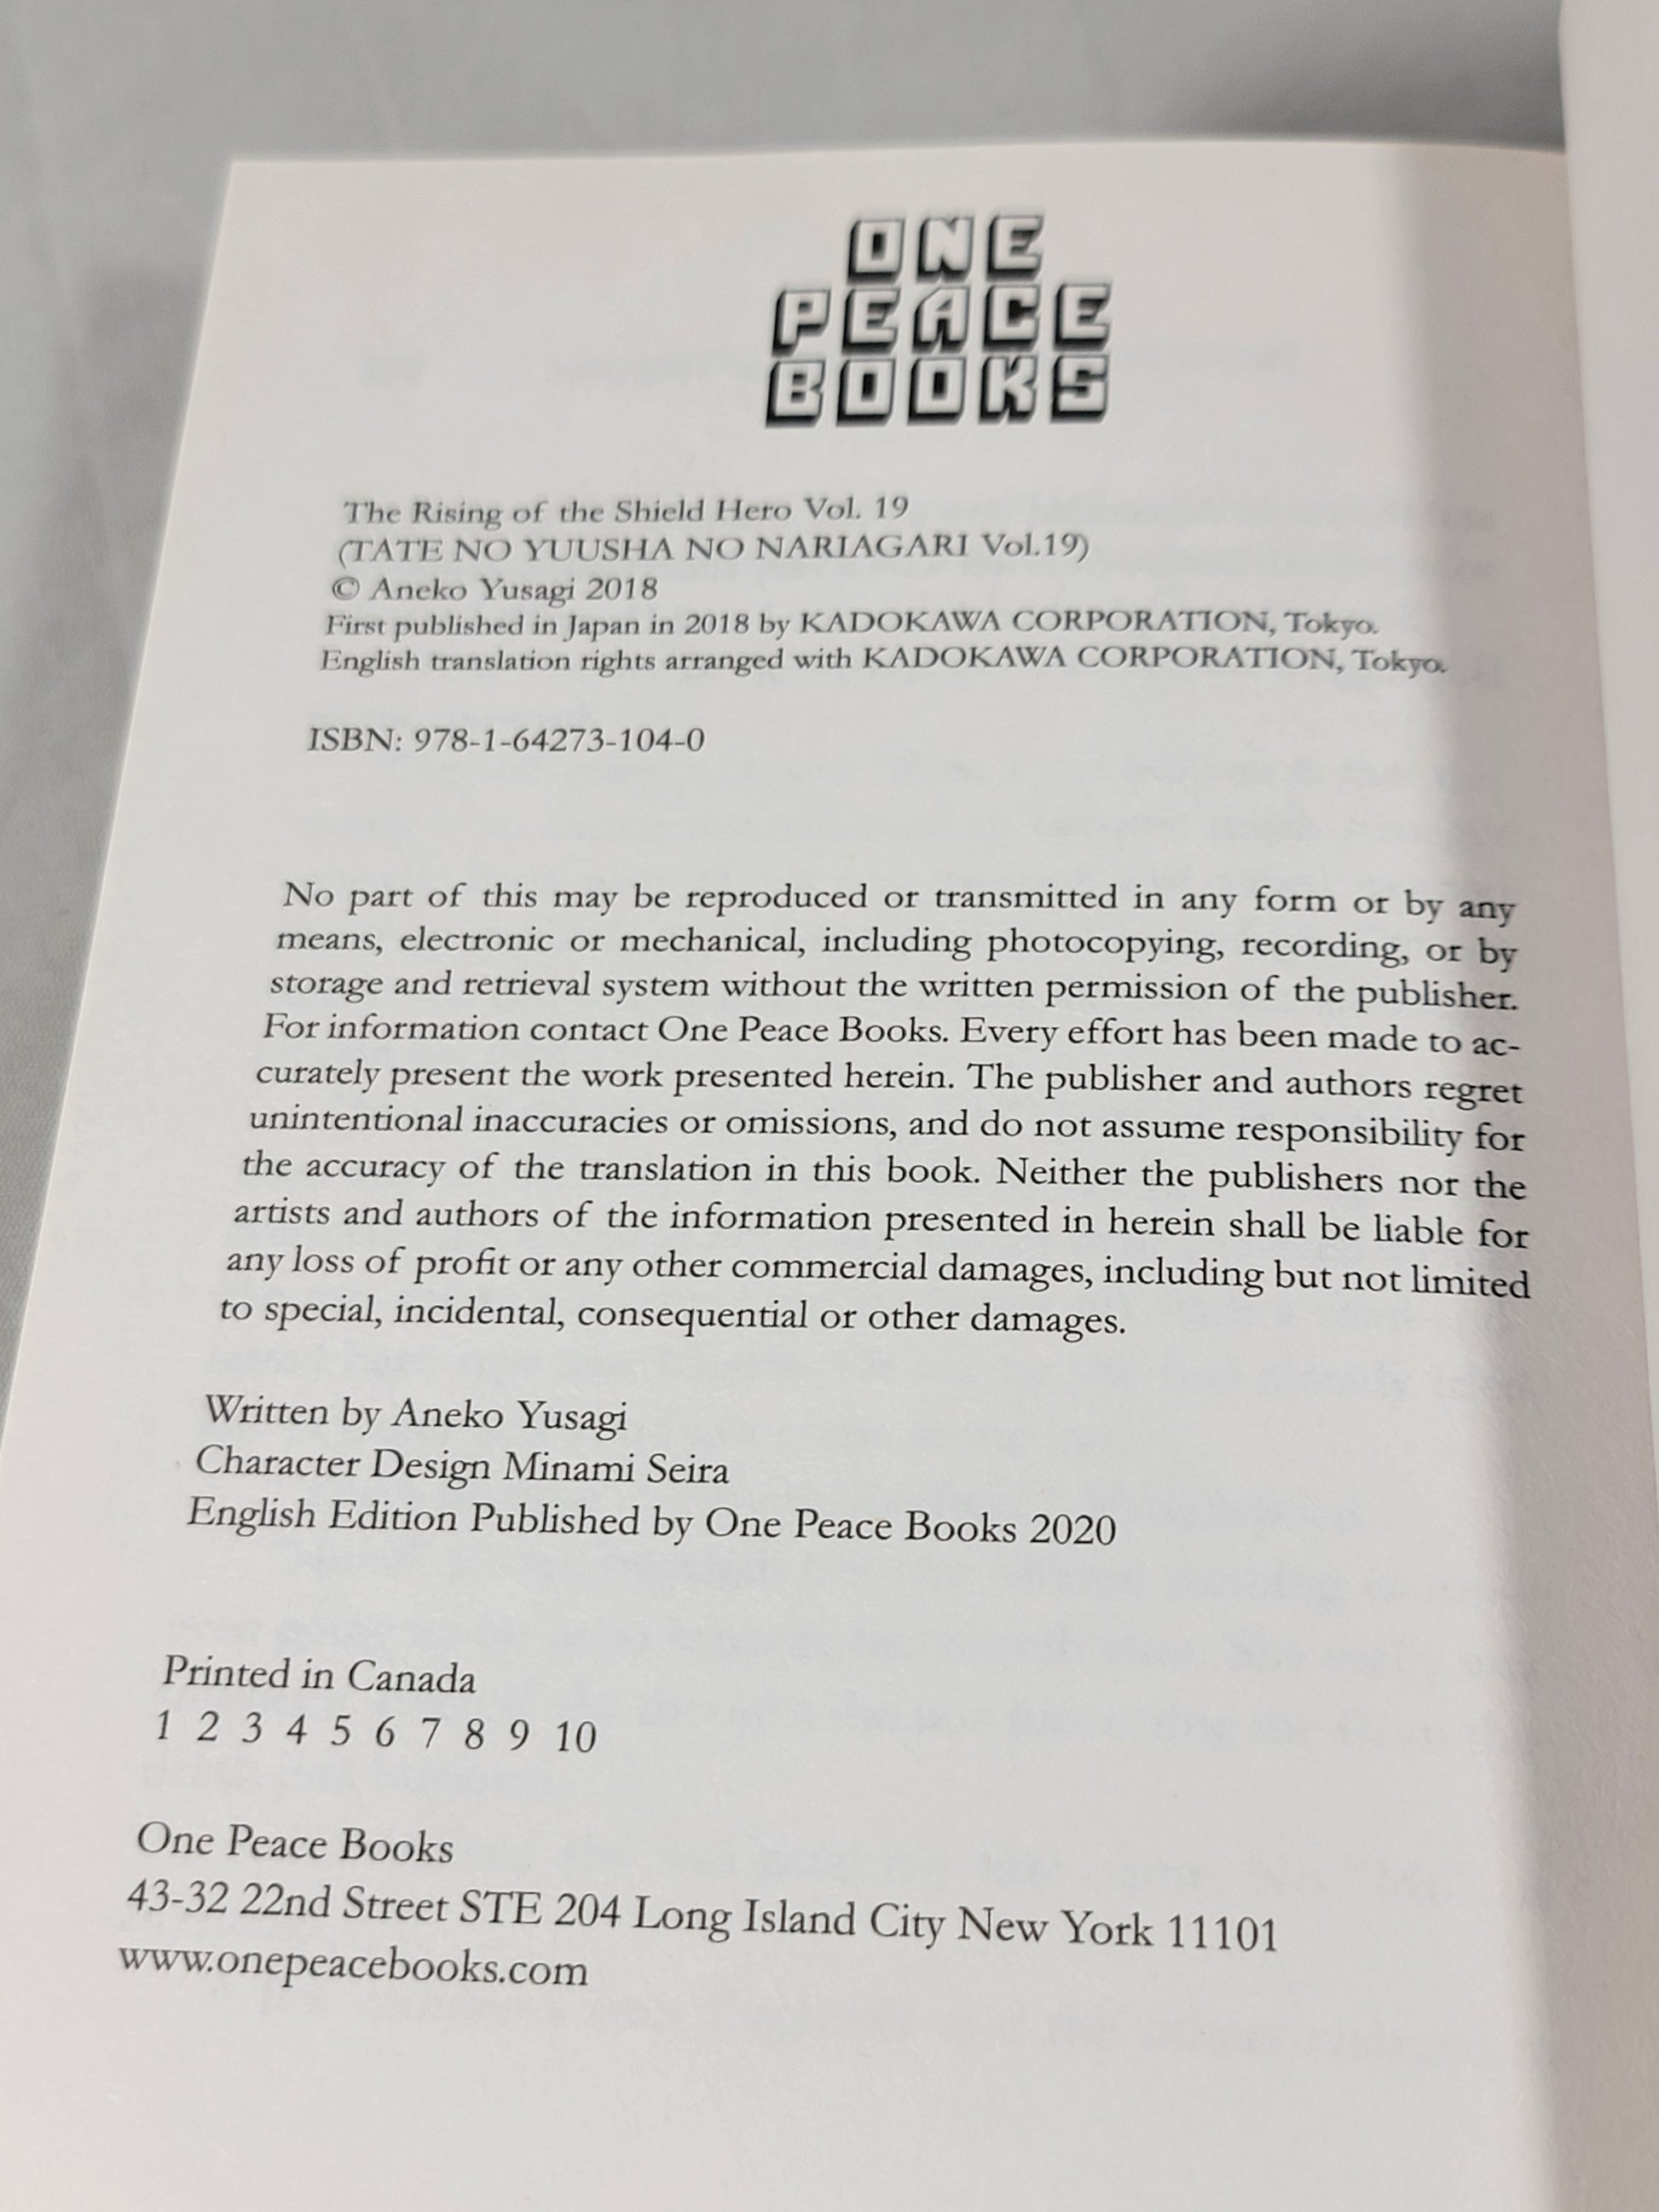 ONE
PEACE
BOOKS
The Rising of the Shield Hero Vol. 19
(TATE NO YUUSHA NO NARIAGARI Vol.19)
© Aneko Yusagi 2018
First published in Japan in 2018 by KADOKAWA CORPORATION, Tokyo.
English translation rights arranged with KADOKAWA CORPORATION, Tokyo.
ISBN: 978-1-64273-104-0
No part of this may be reproduced or transmitted in any form or by any
means, electronic or mechanical, including photocopying, recording, or by
storage and retrieval system without the written permission of the publisher.
For information contact One Peace Books. Every effort has been made to ac-
curately present the work presented herein. The publisher and authors regret
unintentional inaccuracies or omissions, and do not assume responsibility for
the accuracy of the translation in this book. Neither the publishers nor the
artists and authors of the information presented in herein shall be liable for
any loss of profit or any other commercial damages, including but not limited
to special, incidental, consequential or other damages.
Written by Aneko Yusagi
Character Design Minami Seira
English Edition Published by One Peace Books 2020
Printed in Canada
1 2 3 4 5 6 7 8 9 10
One Peace Books
43-32 22nd Street STE 204 Long Island City New York 11101
www.onepeacebooks.com